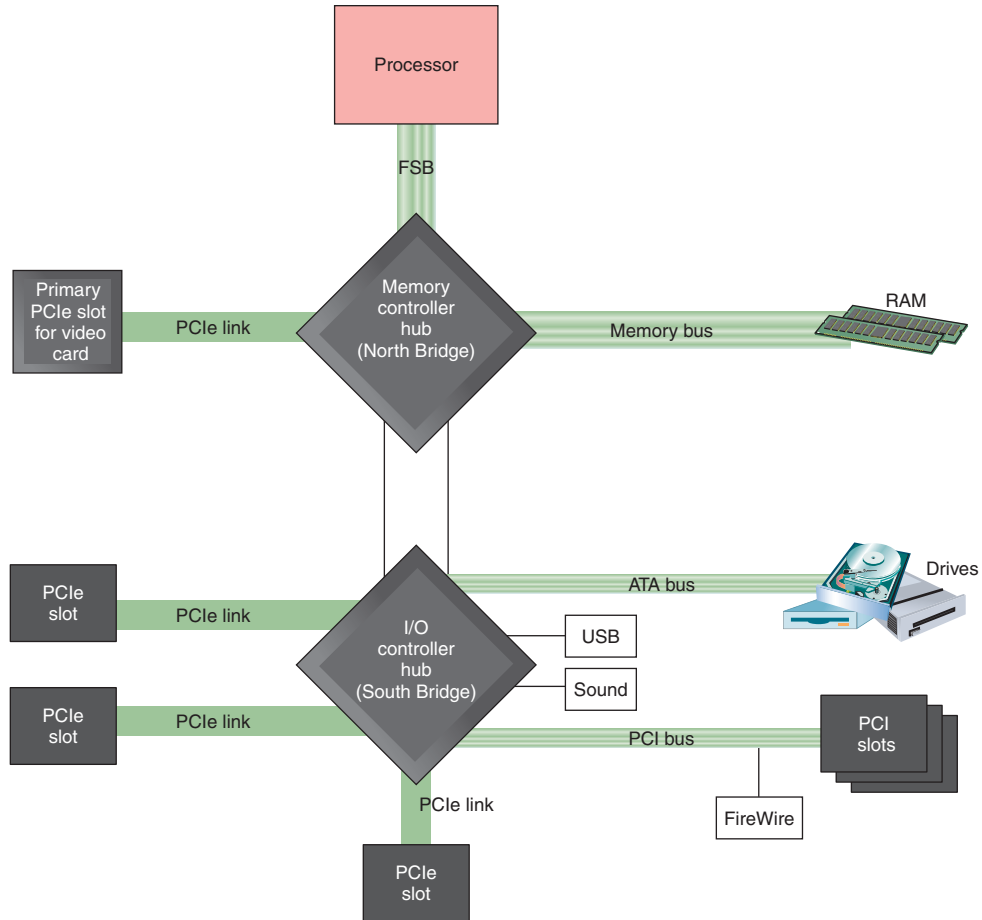 Processor
FSB
Primary
PCIe slot
for video
card
PCIe link
Memory
controller
hub
(North Bridge)
Memory bus
RAM
PCIe
slot
PCIe link
I/O
controller
hub
(South Bridge)
ATA bus
Drives
USB
Sound
PCIe
slot
PCIe link
PCI bus
PCI
slots
FireWire
PCIe link
PCIe
slot